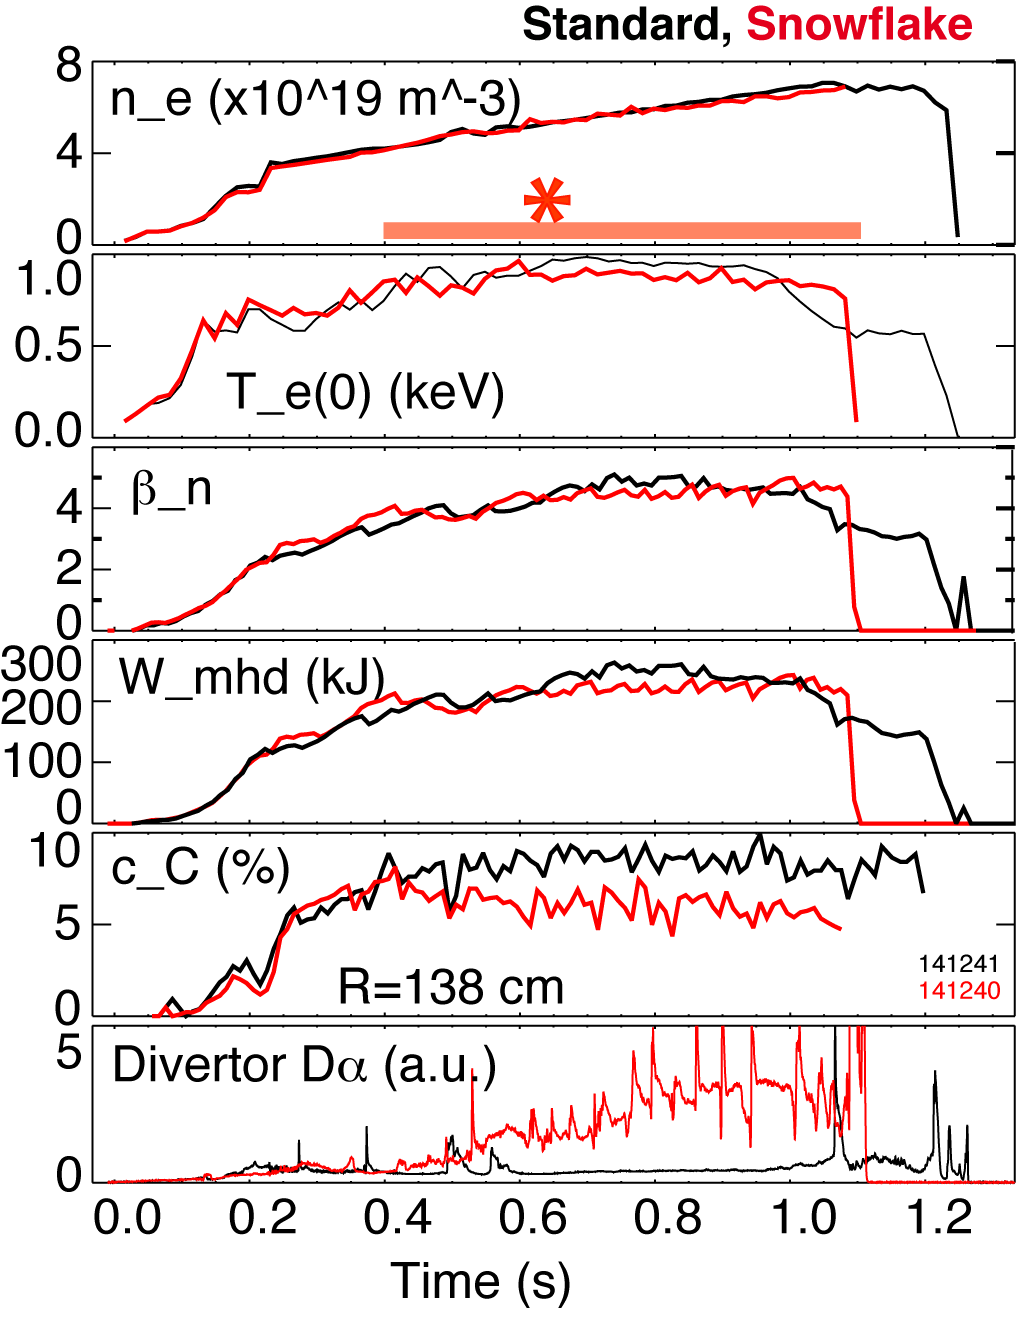 Standard, Snowflake
8
n_e (x10^19 m^-3)
4
*
0
1.0
0.5
T_e(0) (keV)
0.0
β_n
4
2
0
300
W_mhd (kJ)
200
100
0
10
c_C (%)
5
141241
R=138 cm
141240
0
5
Divertor Dα (a.u.)
0
0.0 0.2 0.4 0.6 0.8 1.0 1.2
Time (s)